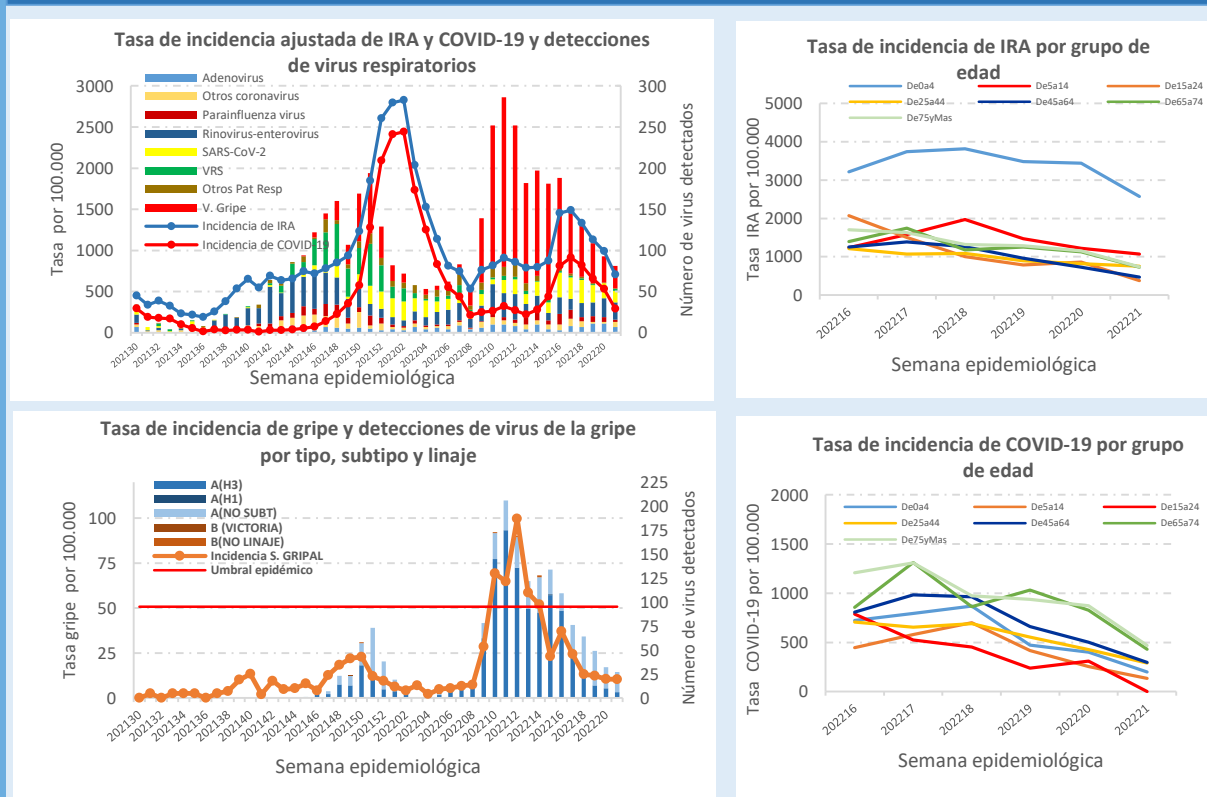 Tasa de incidencia ajustada de IRA y COVID-19 y detecciones
de virus respiratorios
Adenovirus
Otros coronavirus
Parainfluenza virus
Rinovirus-enterovirus
SARS-CoV-2
VRS
Otros Pat Resp
V. Gripe
Incidencia de IRA
Incidencia de COVID-19
Tasa por 100.000
3000
2500
2000
1500
1000
500
0
Número de virus detectados
300
250
200
150
100
50
0
202130
202132
202134
202136
202138
202140
202142
202144
202146
202148
202150
202152
202202
202204
202206
202208
202210
202212
202214
202216
202218
202220
Semana epidemiológica
Tasa de incidencia de IRA por grupo de
edad
De0a4
De5a14
De15a24
De25a44
De45a64
De65a74
De75yMas
Tasa IRA por 100.000
5000
4000
3000
2000
1000
0
202216
202217
202218
202219
202220
202221
Semana epidemiológica
Tasa de incidencia de gripe y detecciones de virus de la gripe
por tipo, subtipo y linaje
A(H3)
A(H1)
A(NO SUBT)
B (VICTORIA)
B(NO LINAJE)
Incidencia S. GRIPAL
Umbral epidémico
Tasa gripe por 100.000
100
75
50
25
0
Número de virus detectados
225
200
175
150
125
100
75
50
25
0
202130
202132
202134
202136
202138
202140
202142
202144
202146
202148
202150
202152
202202
202204
202206
202208
202210
202212
202214
202216
202218
202220
Semana epidemiológica
Tasa de incidencia de COVID-19 por grupo
de edad
De0a4
De5a14
De15a24
De25a44
De45a64
De65a74
De75yMas
Tasa COVID-19 por 100.000
2000
1500
1000
500
0
202216
202217
202218
202219
202220
202221
Semana epidemiológica